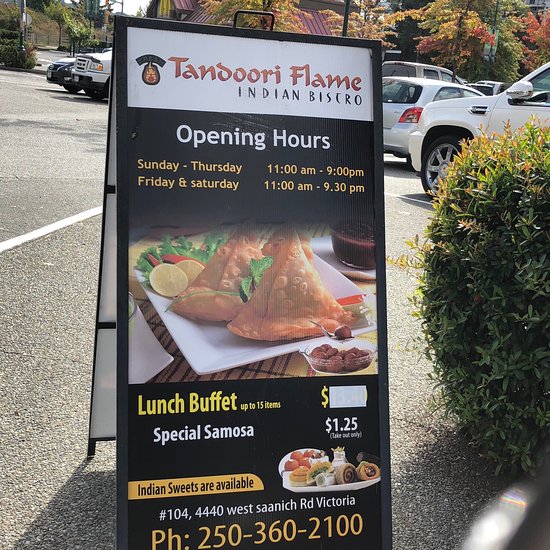 Tandoori Flame
INDIAN BISTRO
Opening Hours
Sunday - Thursday 11:00 am - 9:00pm
Friday & saturday 11:00 am - 9.30 pm
Lunch Buffet up to 15 items $
Special Samosa $1.25
(Take out only)
Indian Sweets are available
#104, 4440 west saanich Rd Victoria
Ph: 250-360-2100